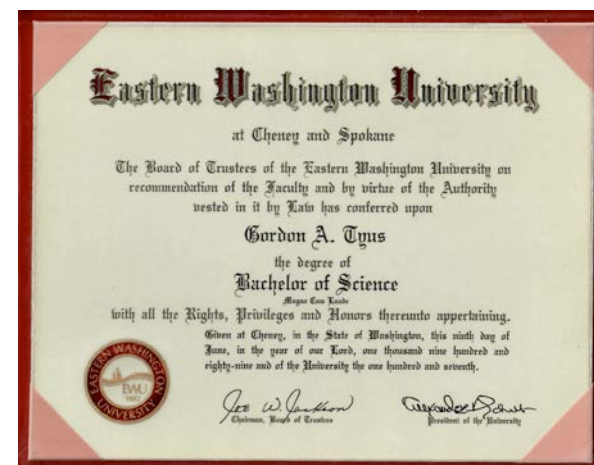 Eastern Washington University
at Cheney and Spokane
The Board of Trustees of the Eastern Washington University on
recommendation of the Faculty and by virtue of the Authority
vested in it by Law has conferred upon
Gordon A. Tyus
the degree of
Bachelor of Science
Magna Cum Laude
with all the Rights, Privileges and Honors thereunto appertaining.
Given at Cheney, in the State of Washington, this ninth day of
June, in the year of our Lord, one thousand nine hundred and
eighty-nine and of the University the one hundred and seventh.
EASTERN WASHINGTON
EWU
1882
UNIVERSITY
Joe W. Jackson
Chairman, Board of Trustees
President of the University